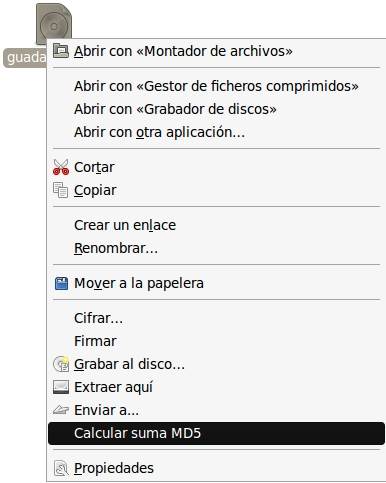 guada
Abrir con «Montador de archivos»
Abrir con «Gestor de ficheros comprimidos»
Abrir con «Grabador de discos»
Abrir con otra aplicación...
Cortar
Copiar
Crear un enlace
Renombrar...
Mover a la papelera
Cifrar...
Firmar
Grabar al disco...
Extraer aquí
Enviar a...
Calcular suma MD5
Propiedades